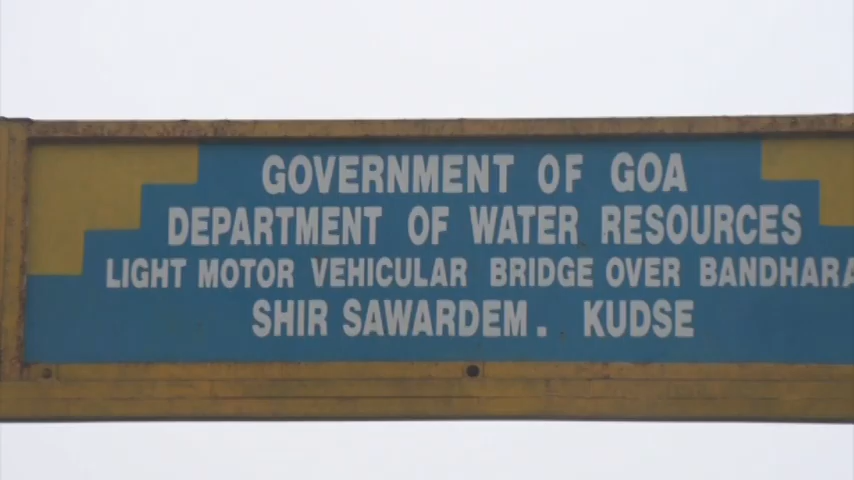 GOVERNMENT OF GOA
DEPARTMENT OF WATER RESOURCES
LIGHT MOTOR VEHICULAR BRIDGE OVER BANDHARA
SHIR SAWARDEM. KUDSE